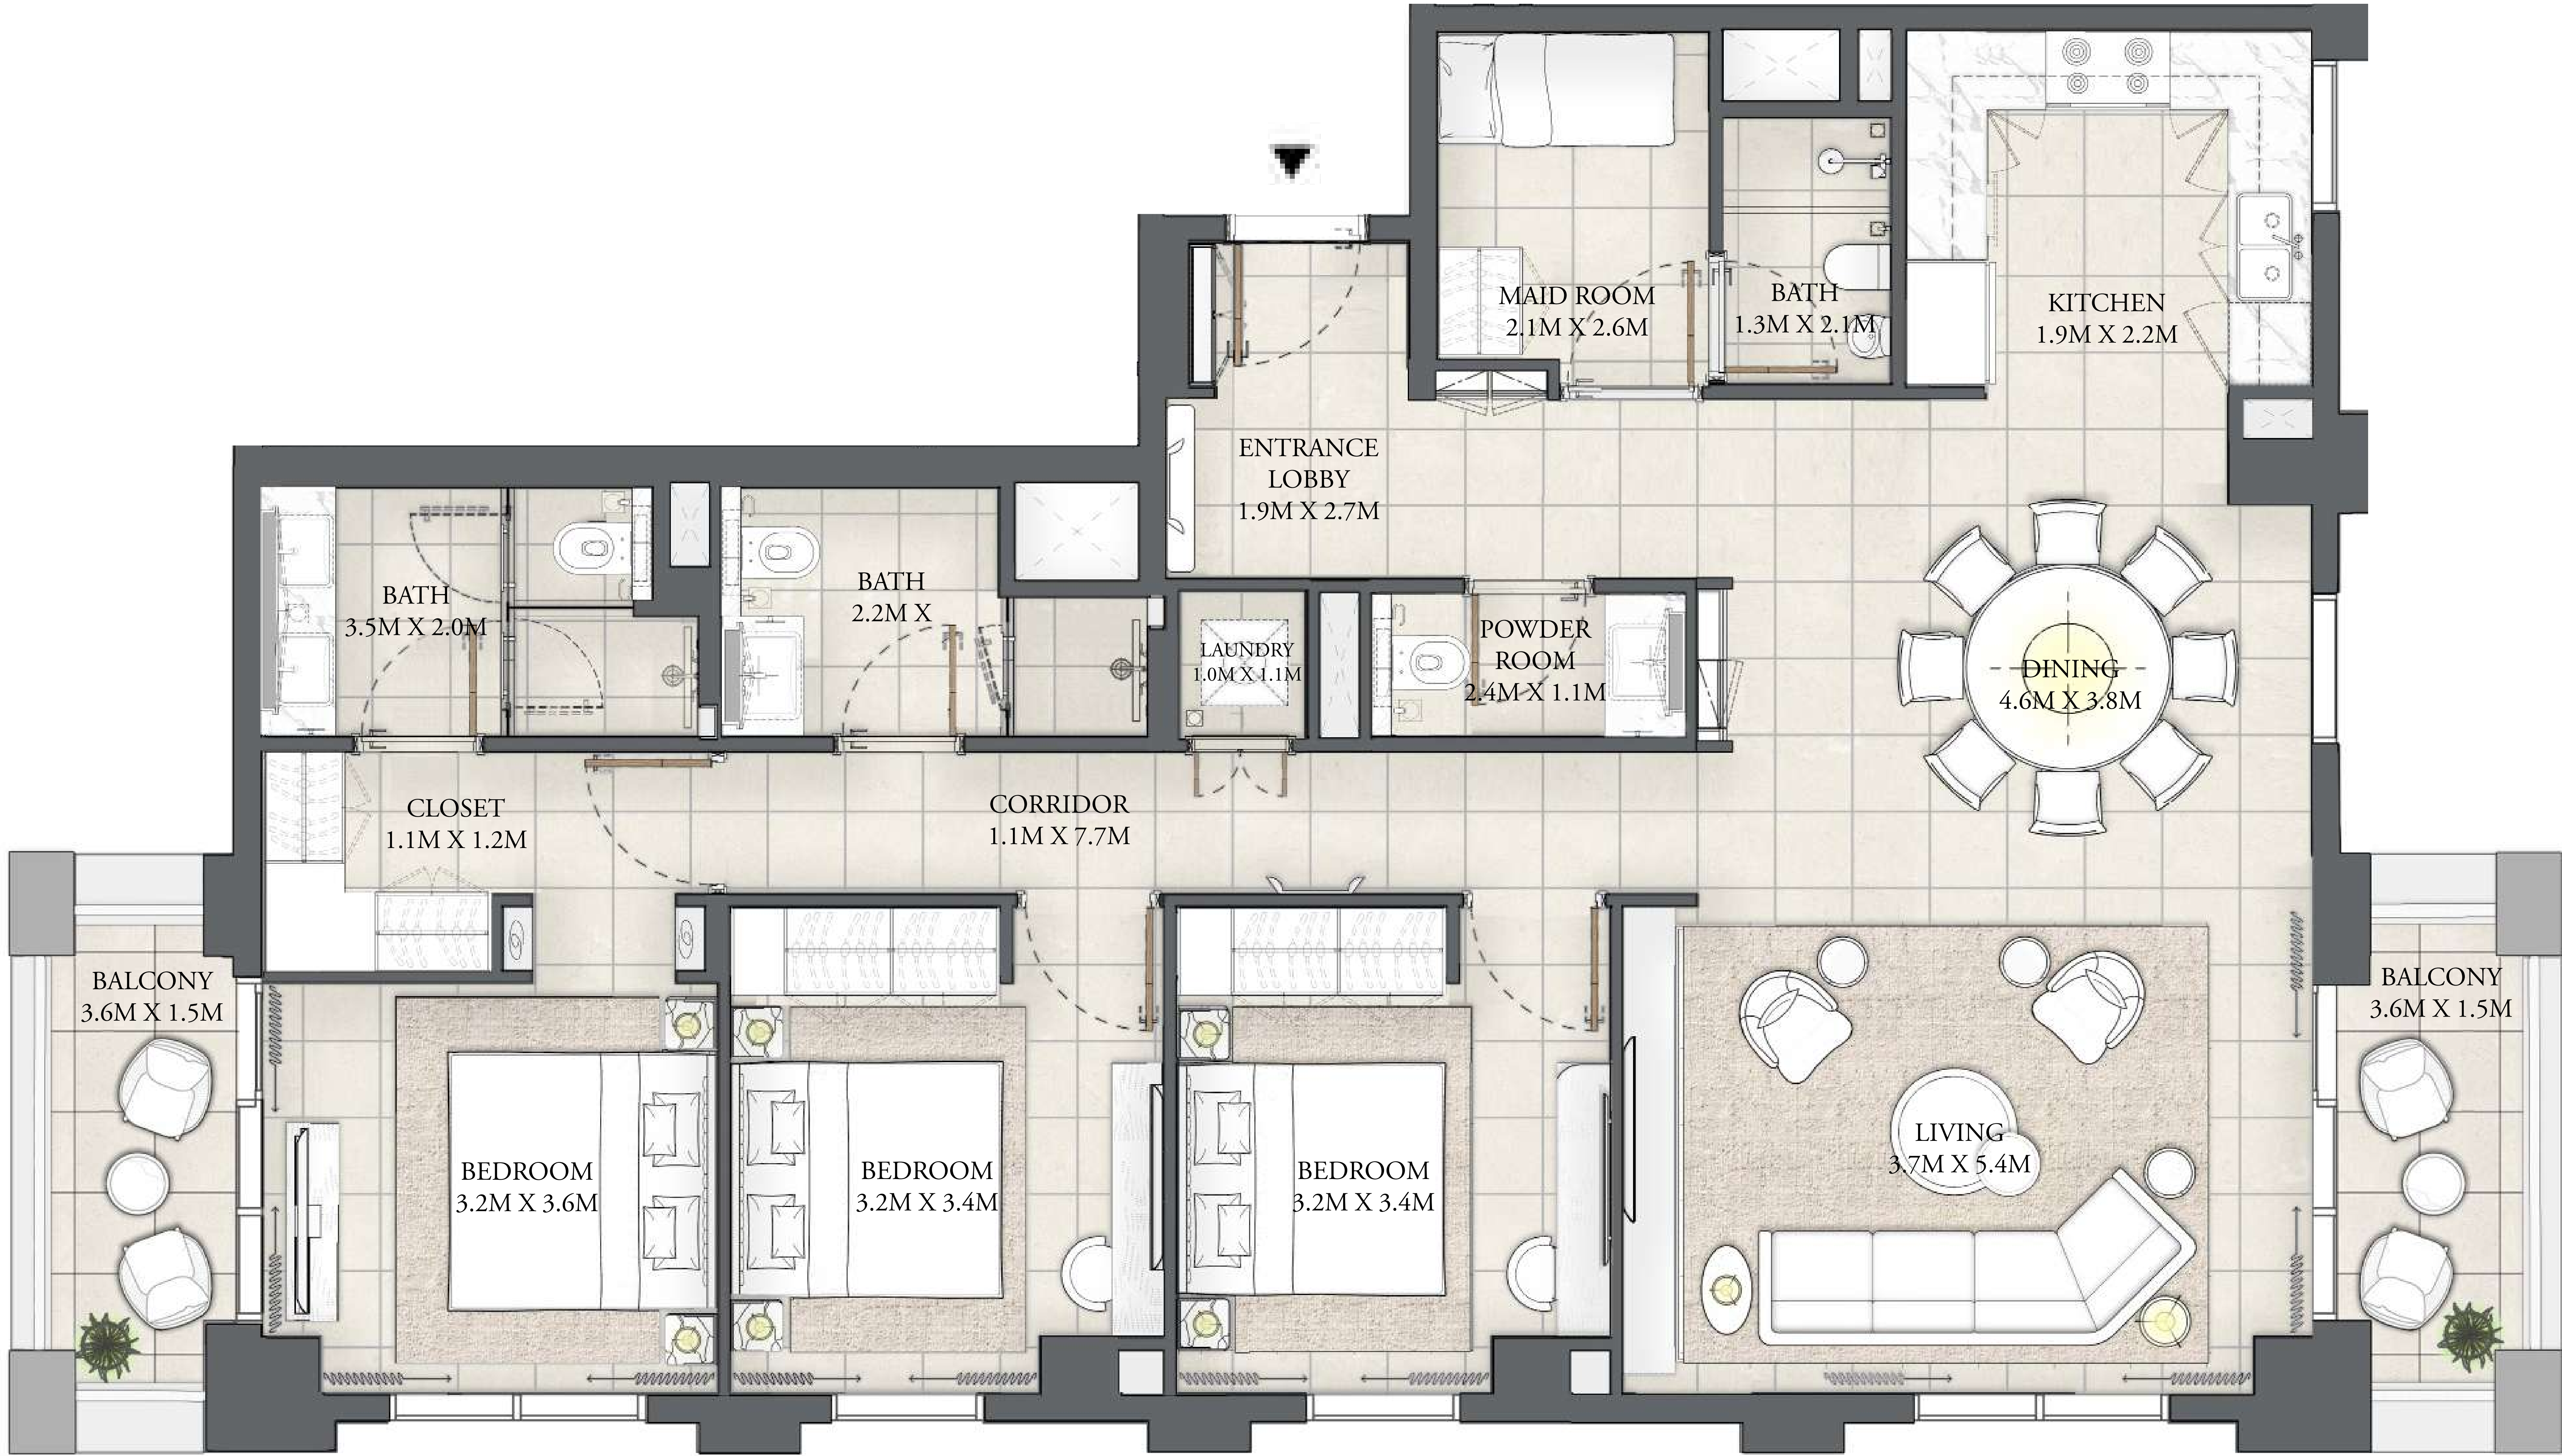 MAID ROOM
2.1M X 2.6M
BATH
1.3M X 2.1M
KITCHEN
1.9M X 2.2M
ENTRANCE
LOBBY
1.9M X 2.7M
BATH
3.5M X 2.0M
BATH
2.2M X
LAUNDRY
1.0M X 1.1M
POWDER
ROOM
2.4M X 1.1M
DINING
4.6M X 3.8M
CLOSET
1.1M X 1.2M
CORRIDOR
1.1M X 7.7M
BALCONY
3.6M X 1.5M
BEDROOM
3.2M X 3.6M
BEDROOM
3.2M X 3.4M
BEDROOM
3.2M X 3.4M
LIVING
3.7M X 5.4M
BALCONY
3.6M X 1.5M